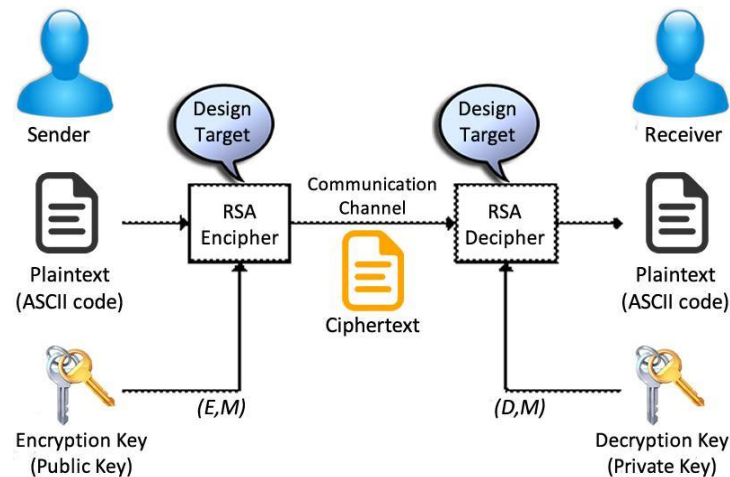 Design
Target
Design
Target
Sender
Receiver
Communication
Channel
RSA
Encipher
RSA
Decipher
Plaintext
(ASCII code)
Ciphertext
Plaintext
(ASCII code)
(E,M)
(D,M)
Encryption Key
(Public Key)
Decryption Key
(Private Key)